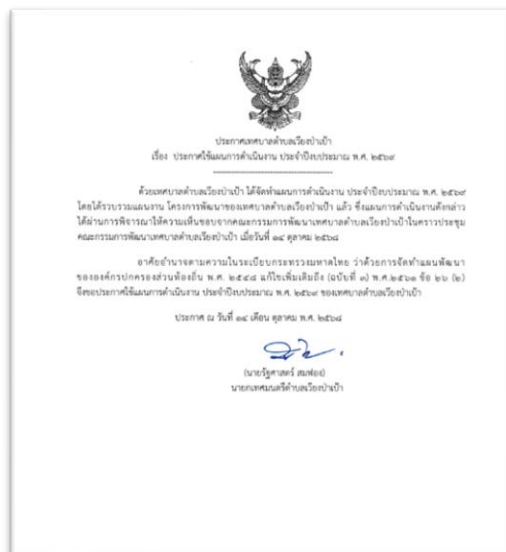 ประกาศเทศบาลตำบลเวียงป่าเป้า
เรื่อง ประกาศใช้แผนการดำเนินงาน ประจำปีงบประมาณ พ.ศ. ๒๕๖๙
ด้วยเทศบาลตำบลเวียงป่าเป้า ได้จัดทำแผนการดำเนินงาน ประจำปีงบประมาณ พ.ศ. ๒๕๖๙
โดยได้รวบรวมแผนงาน โครงการพัฒนาของเทศบาลตำบลเวียงป่าเป้า แล้ว ซึ่งแผนการดำเนินงานดังกล่าว
ได้ผ่านการพิจารณาให้ความเห็นชอบจากคณะกรรมการพัฒนาเทศบาลตำบลเวียงป่าเป้าในคราวประชุม
คณะกรรมการพัฒนาเทศบาลตำบลเวียงป่าเป้า เมื่อวันที่ ๑๔ ตุลาคม ๒๕๖๘
อาศัยอำนาจตามความในระเบียบกระทรวงมหาดไทย ว่าด้วยการจัดทำแผนพัฒนา
ขององค์กรปกครองส่วนท้องถิ่น พ.ศ. ๒๕๔๘ แก้ไขเพิ่มเติมถึง (ฉบับที่ ๓) พ.ศ.๒๕๖๑ ข้อ ๒๖ (๒)
จึงขอประกาศใช้แผนการดำเนินงาน ประจำปีงบประมาณ พ.ศ. ๒๕๖๙ ของเทศบาลตำบลเวียงป่าเป้า
ประกาศ ณ วันที่ ๑๔ เดือน ตุลาคม พ.ศ. ๒๕๖๘
(นายรัฐศาสตร์ สมฟอง)
นายกเทศมนตรีตำบลเวียงป่าเป้า